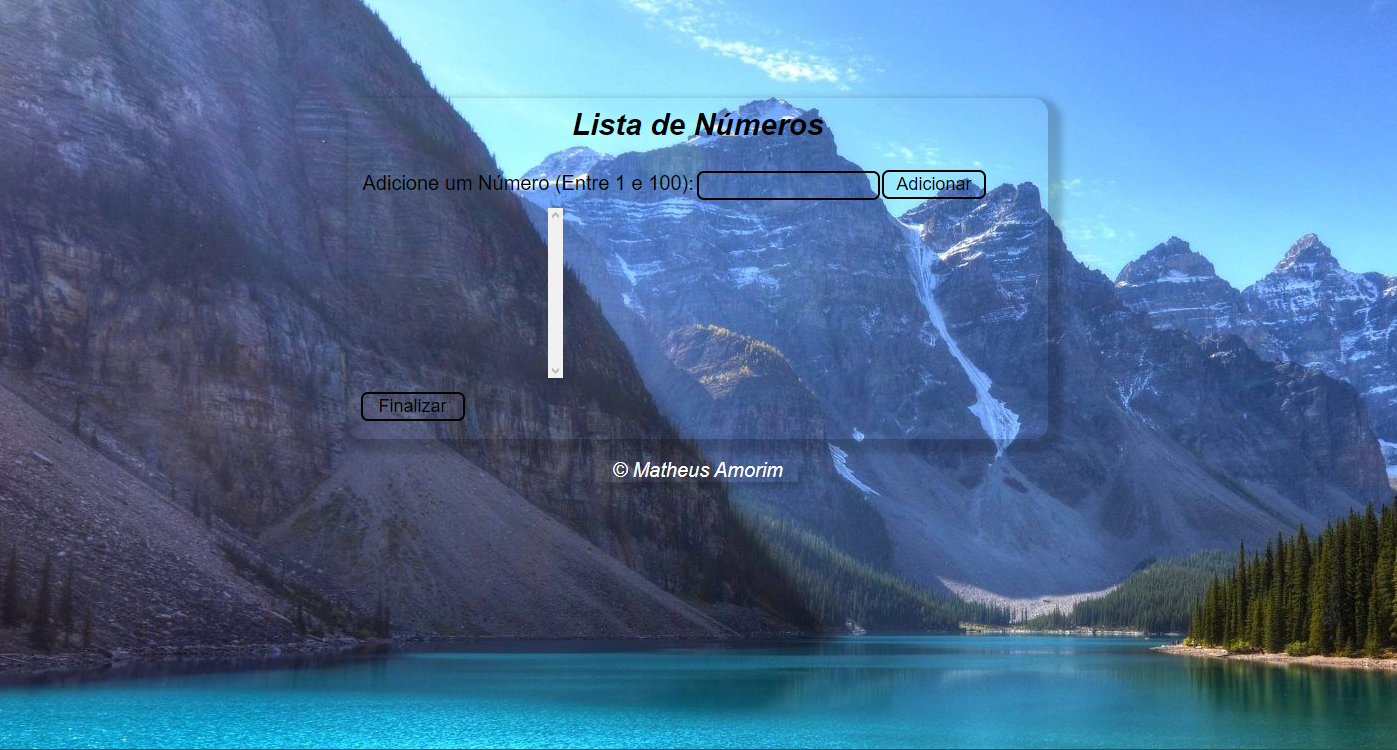 Lista de Números
Adicione um Número (Entre 1 e 100): Adicionar
Finalizar
© Matheus Amorim